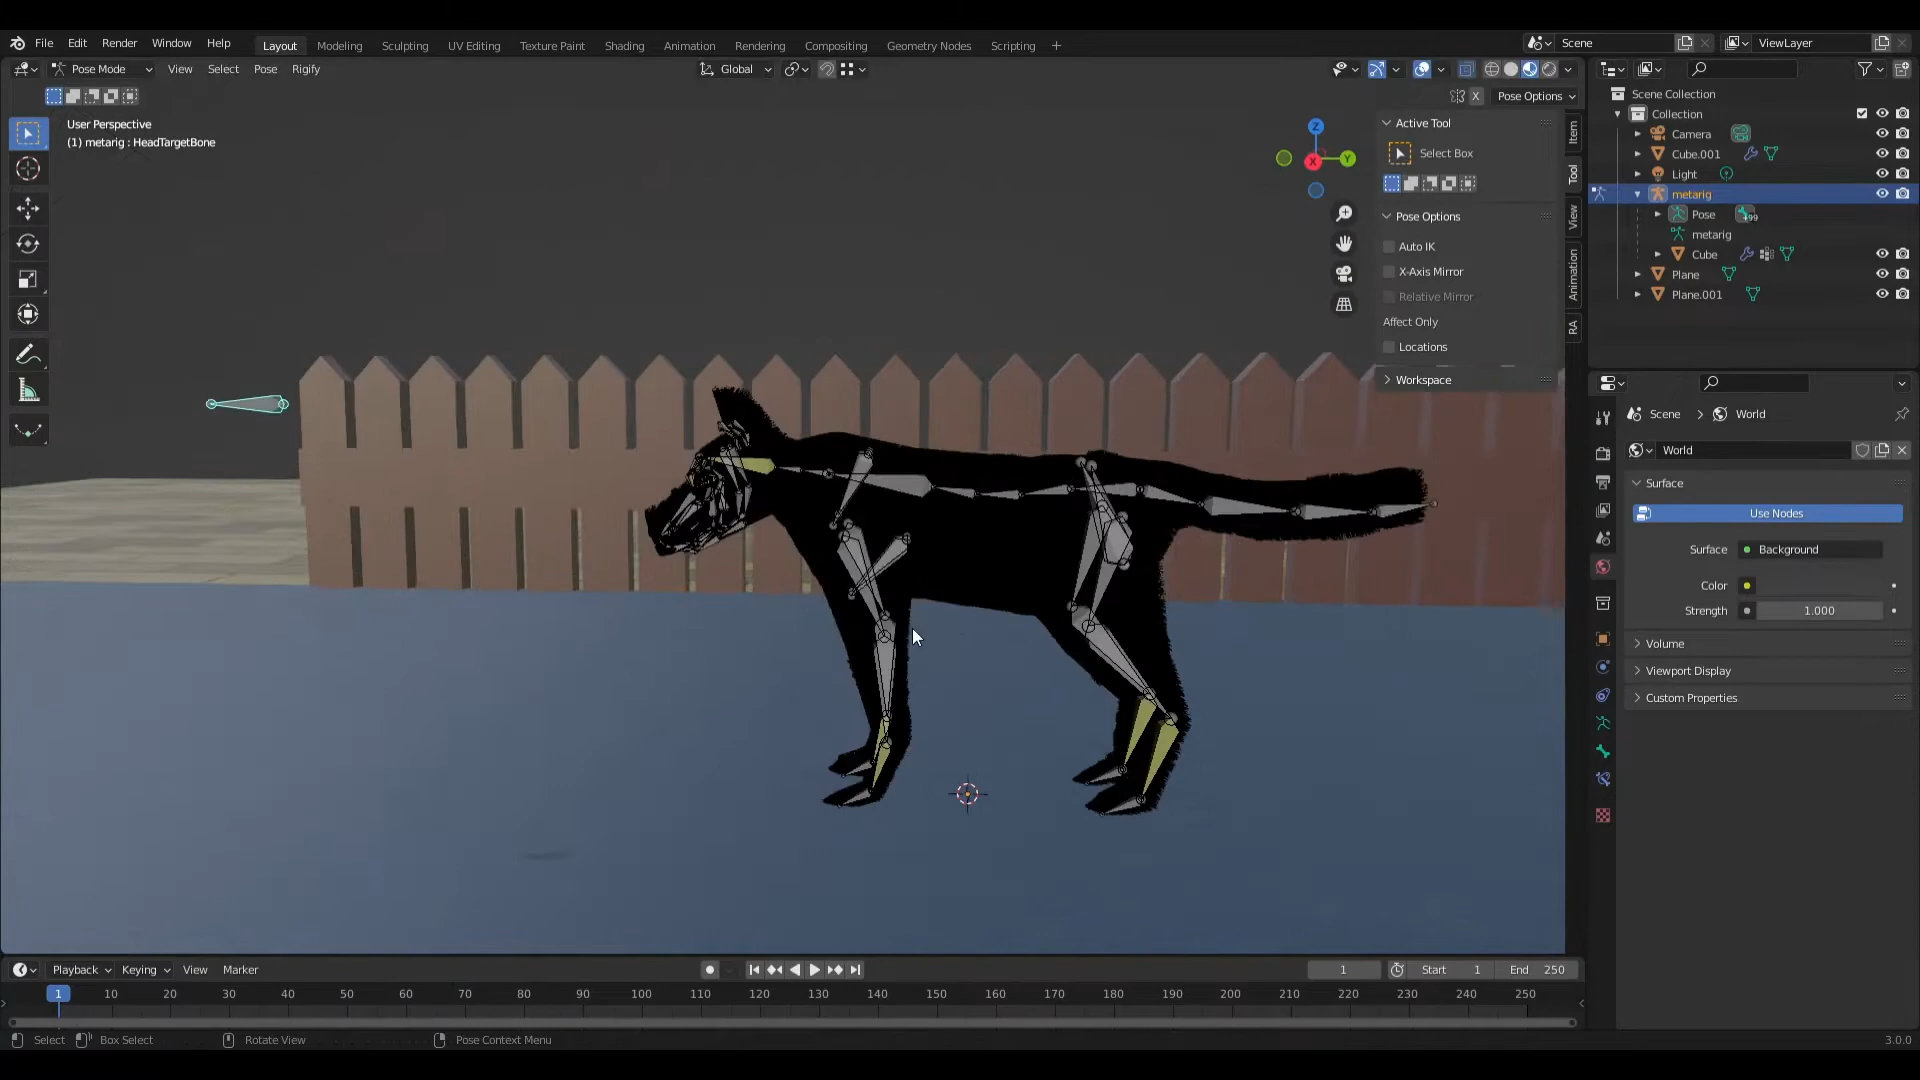 File Edit Render Window Help Layout Modeling Sculpting UV Editing Texture Paint Shading Animation Rendering Compositing Geometry Nodes Scripting +
Scene
ViewLayer
Pose Mode View Select Pose Rigify
Global
X
Pose Options
User Perspective
(1) metarig : HeadTargetBone
Z
Y
X
Active Tool
Select Box
Pose Options
Auto IK
X-Axis Mirror
Relative Mirror
Affect Only
Locations
Workspace
Item
Tool
View
Animation
RA
Scene Collection
Collection
Camera
Cube.001
Light
metarig
Pose
+99
metarig
Cube
Plane
Plane.001
Scene > World
World
Surface
Use Nodes
Surface Background
Color
Strength 1.000
Volume
Viewport Display
Custom Properties
Playback Keying View Marker
1
Start 1
End 250
1 10 20 30 40 50 60 70 80 90 100 110 120 130 140 150 160 170 180 190 200 210 220 230 240 250
Select Box Select Rotate View Pose Context Menu
3.0.0